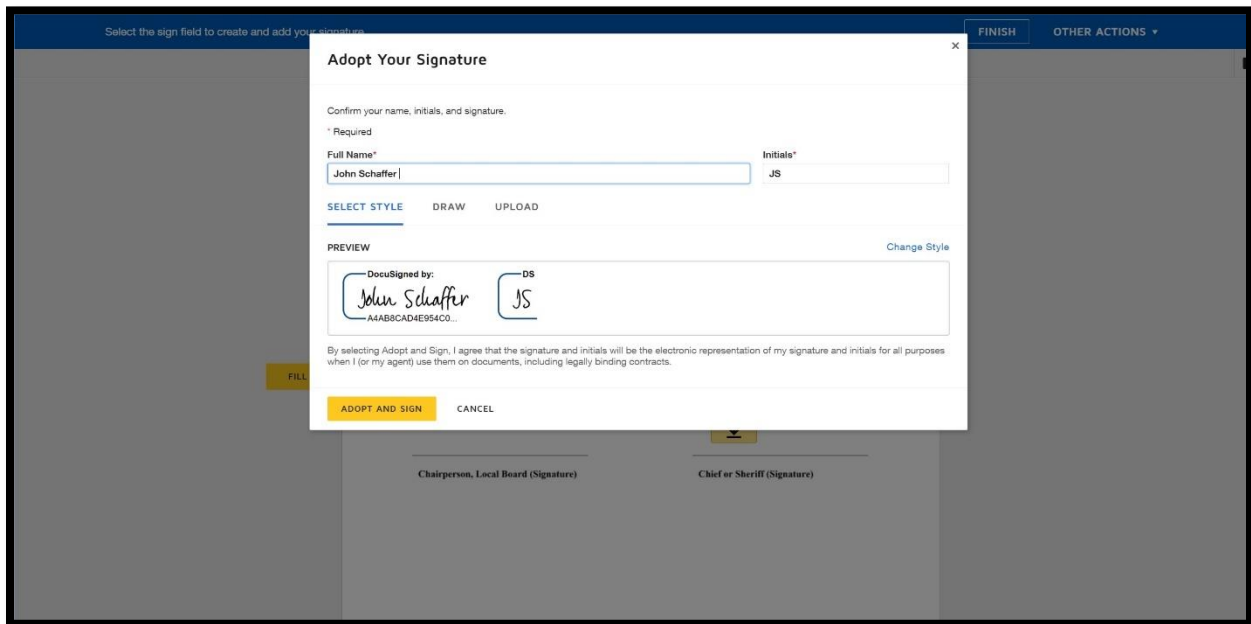 Select the sign field to create and add your signature
FINISH
OTHER ACTIONS
Adopt Your Signature
×
Confirm your name, initials, and signature.
* Required
Full Name*
Initials*
John Schaffer
JS
SELECT STYLE DRAW UPLOAD
PREVIEW
Change Style
DocuSigned by:
John Schaffer
A4AB8CAD4E954C0...
DS
JS
By selecting Adopt and Sign, I agree that the signature and initials will be the electronic representation of my signature and initials for all purposes
when I (or my agent) use them on documents, including legally binding contracts.
FILL
ADOPT AND SIGN CANCEL
Chairperson, Local Board (Signature)
Chief or Sheriff (Signature)